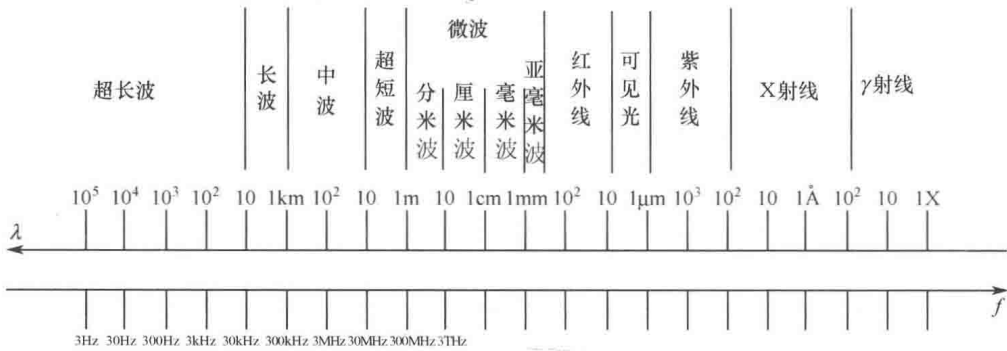 微波
超长波 长波 中波 超短波 分米波 厘米波 毫米波 亚毫米波 红外线 可见光 紫外线 X射线 γ射线
10⁵ 10⁴ 10³ 10² 10 1km 10² 10 1m 10 1cm 1mm 10² 10 1μm 10³ 10² 10 1Å 10² 10 1X
λ
f
3Hz 30Hz 300Hz 3kHz 30kHz 300kHz 3MHz 30MHz 300MHz 3THz